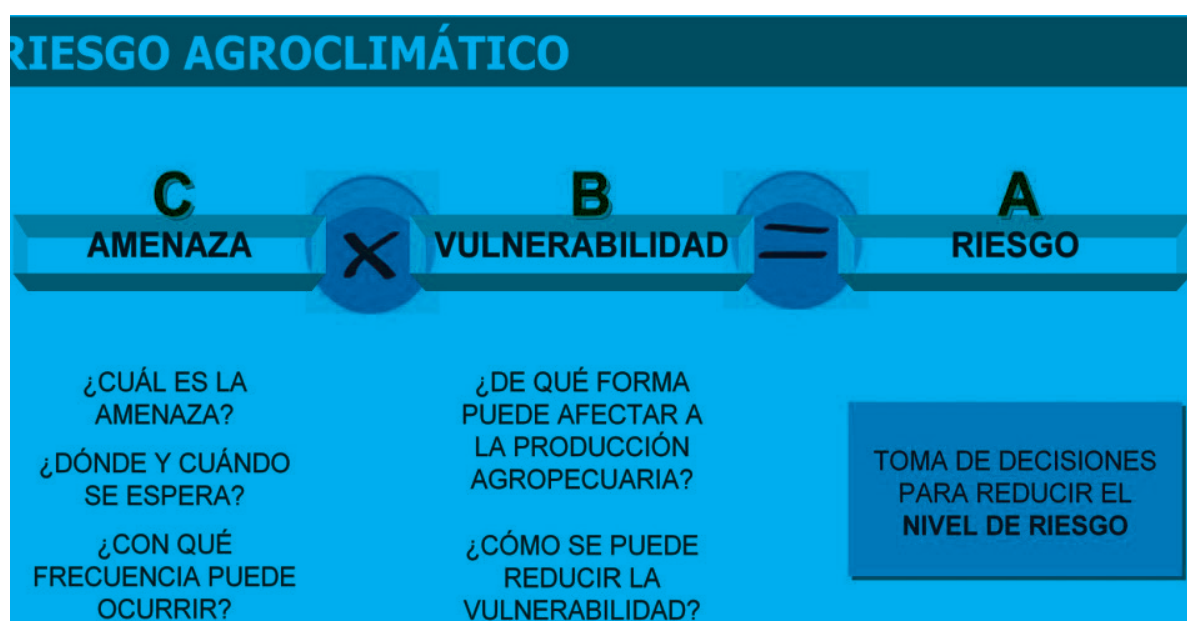 RIESGO AGROCLIMÁTICO
C
AMENAZA
X
B
VULNERABILIDAD
=
A
RIESGO
¿CUÁL ES LA
AMENAZA?
¿DÓNDE Y CUÁNDO
SE ESPERA?
¿CON QUÉ
FRECUENCIA PUEDE
OCURRIR?
¿DE QUÉ FORMA
PUEDE AFECTAR A
LA PRODUCCIÓN
AGROPECUARIA?
¿CÓMO SE PUEDE
REDUCIR LA
VULNERABILIDAD?
TOMA DE DECISIONES
PARA REDUCIR EL
NIVEL DE RIESGO